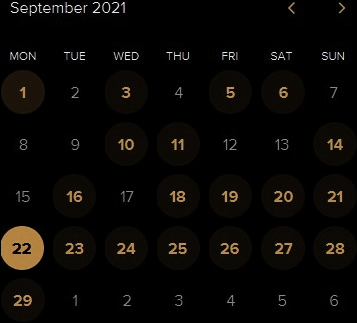 September 2021
MON TUE WED THU FRI SAT SUN
1 2 3 4 5 6 7
8 9 10 11 12 13 14
15 16 17 18 19 20 21
22 23 24 25 26 27 28
29 1 2 3 4 5 6